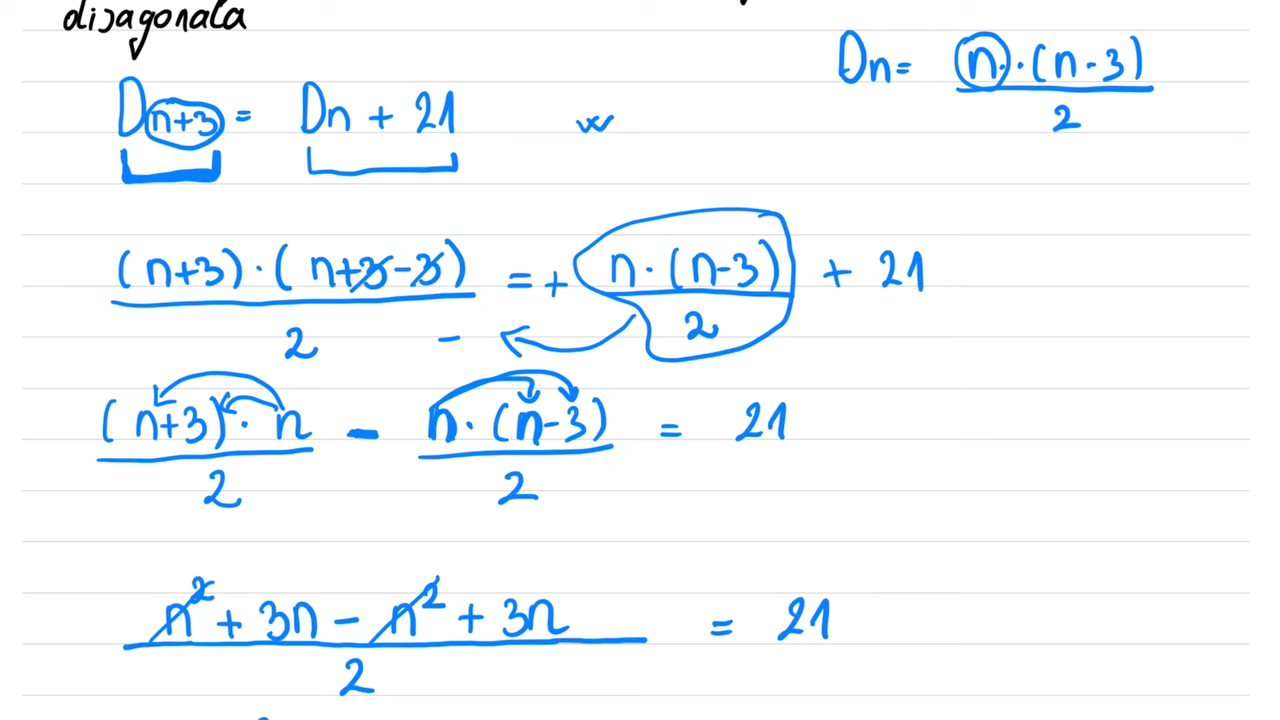 dijagonala
Dn = n · (n-3) / 2
Dn+3 = Dn + 21
(n+3) · (n+3-3) / 2 = + n · (n-3) / 2 + 21
-
(n+3) · n / 2 - n · (n-3) / 2 = 21
n² + 3n - n² + 3n / 2 = 21